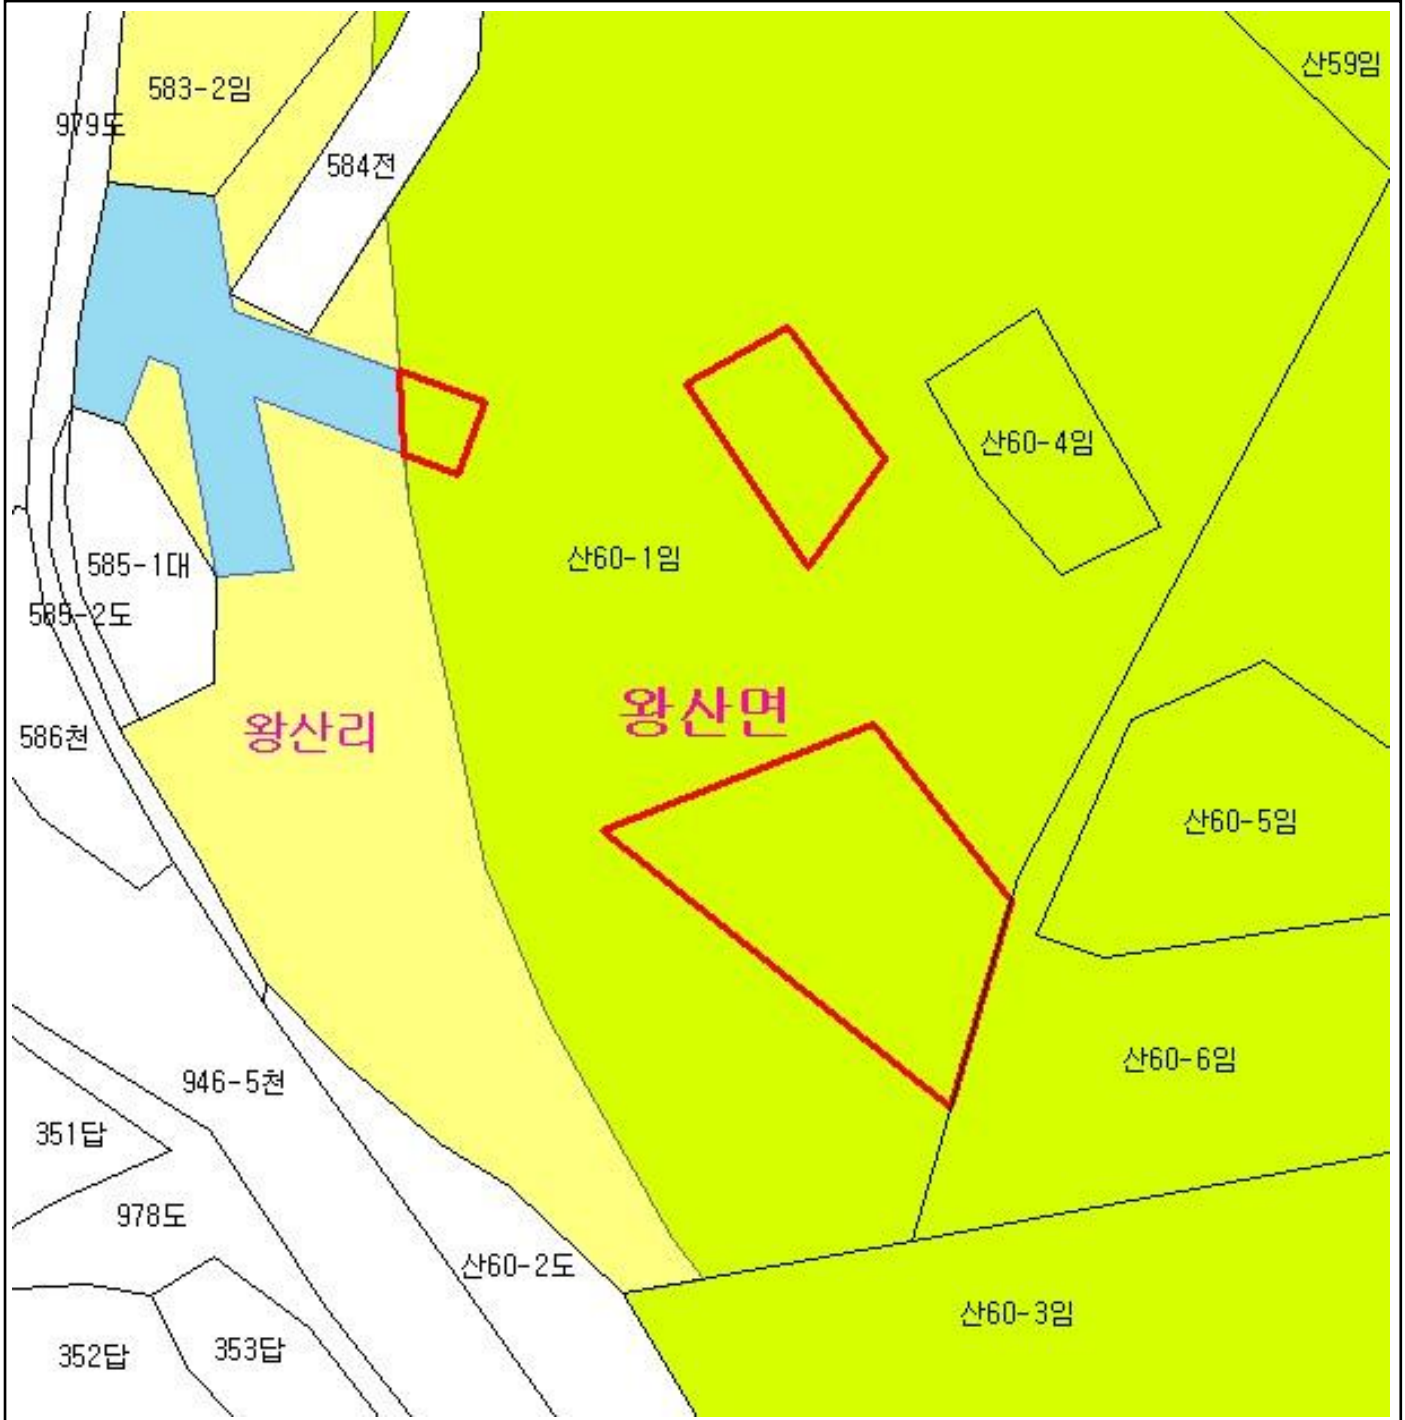 산59임
583-2임
979도
584전
산60-4임
산60-1임
585-1대
585-2도
왕산면
왕산리
586천
산60-5임
산60-6임
946-5천
351답
978도
산60-2도
산60-3임
353답
352답